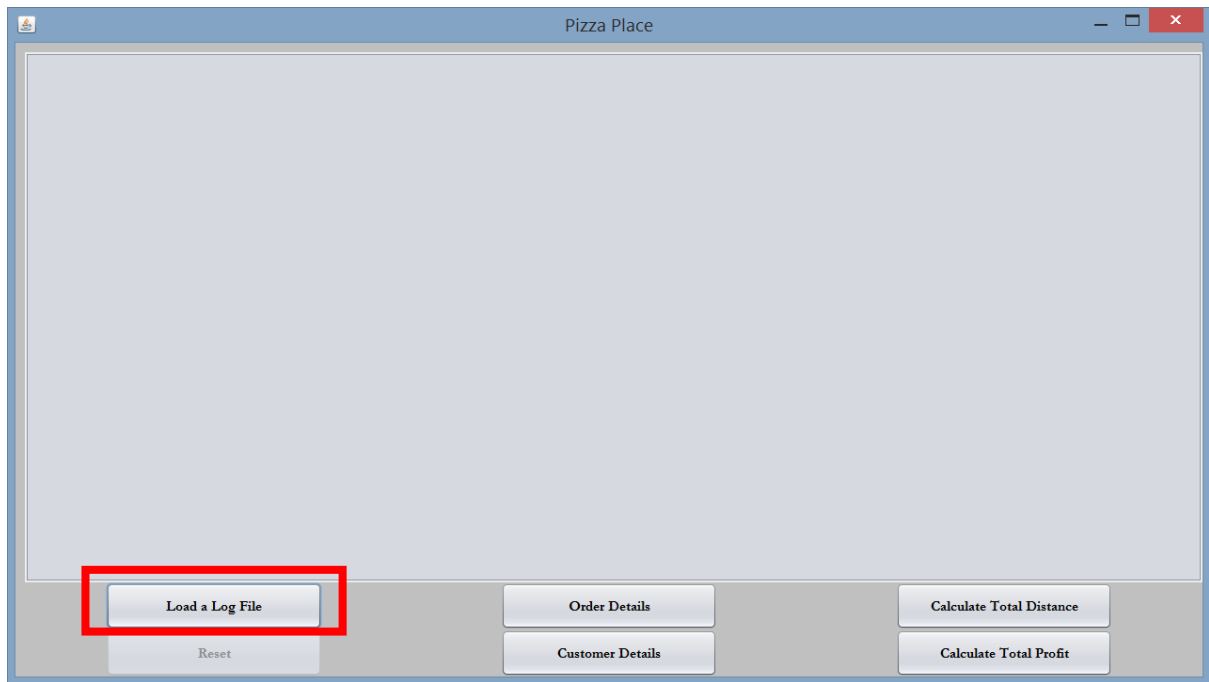 Pizza Place
Load a Log File
Order Details
Calculate Total Distance
Reset
Customer Details
Calculate Total Profit